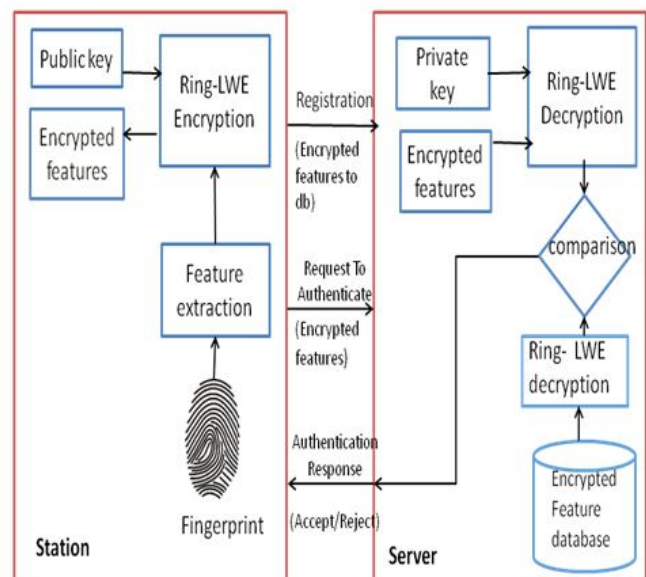 Public key
Ring-LWE
Encryption
Encrypted
features
Feature
extraction
Fingerprint
Station
Registration
(Encrypted
features to
db)
Request To
Authenticate
(Encrypted
features)
Authentication
Response
(Accept/Reject)
Private
key
Ring-LWE
Decryption
Encrypted
features
comparison
Ring- LWE
decryption
Encrypted
Feature
database
Server